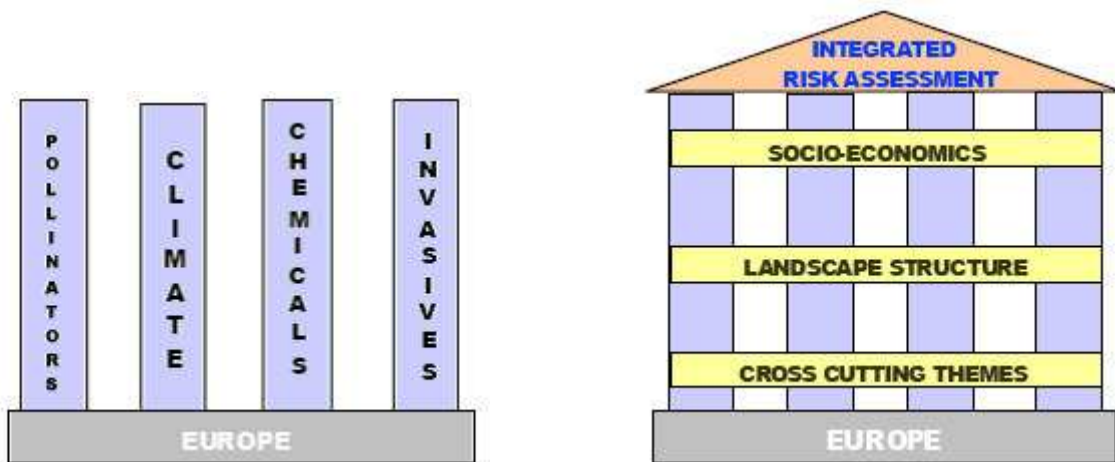 POLLINATORS
CLIMATE
CHEMICALS
INVASIVES
EUROPE
INTEGRATED
RISK ASSESSMENT
SOCIO-ECONOMICS
LANDSCAPE STRUCTURE
CROSS CUTTING THEMES
EUROPE